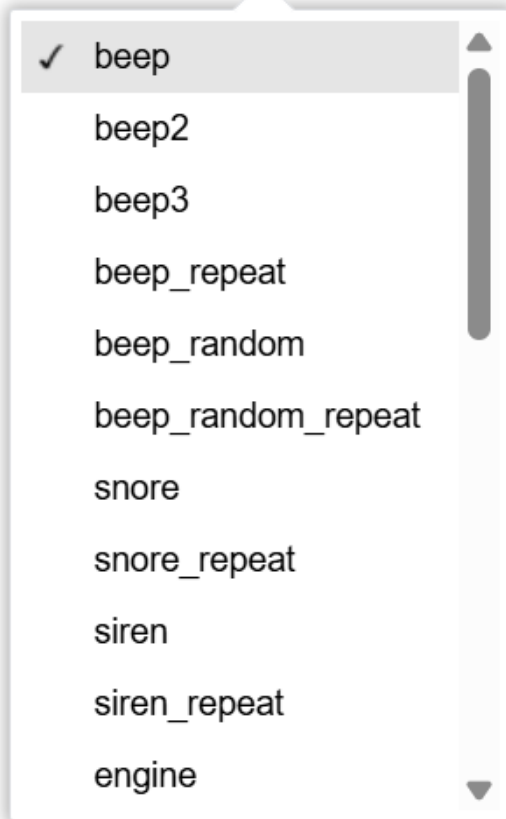 beep
beep2
beep3
beep_repeat
beep_random
beep_random_repeat
snore
snore_repeat
siren
siren_repeat
engine